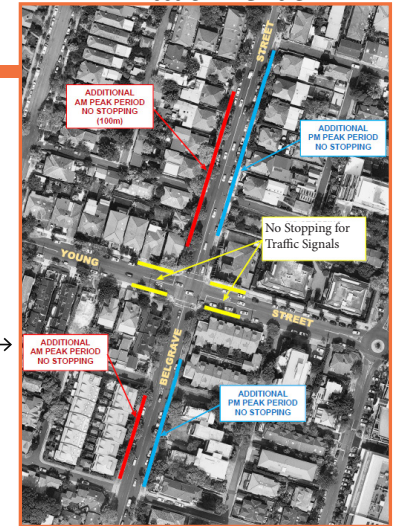 STREET
ADDITIONAL
AM PEAK PERIOD
NO STOPPING
(100m)
ADDITIONAL
PM PEAK PERIOD
NO STOPPING
No Stopping for
Traffic Signals
YOUNG
STREET
BELGRAVE
ADDITIONAL
AM PEAK PERIOD
NO STOPPING
ADDITIONAL
PM PEAK PERIOD
NO STOPPING